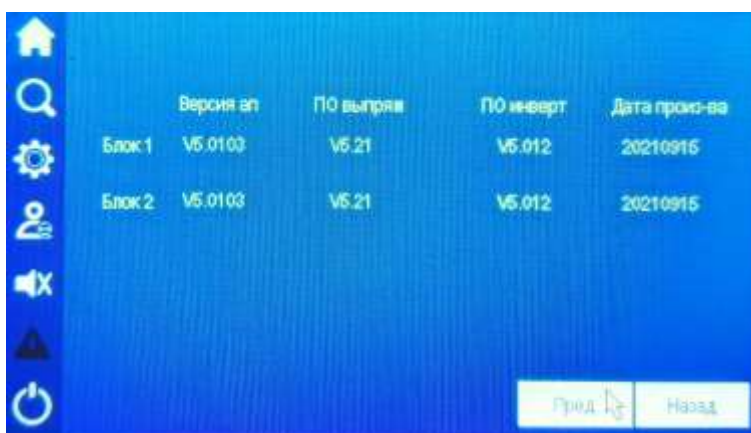 Версия ап ПО выпрям ПО инверт Дата произ-ва
Блок 1 V5.0103 V5.21 V5.012 20210915
Блок 2 V5.0103 V5.21 V5.012 20210915
Пред. Назад